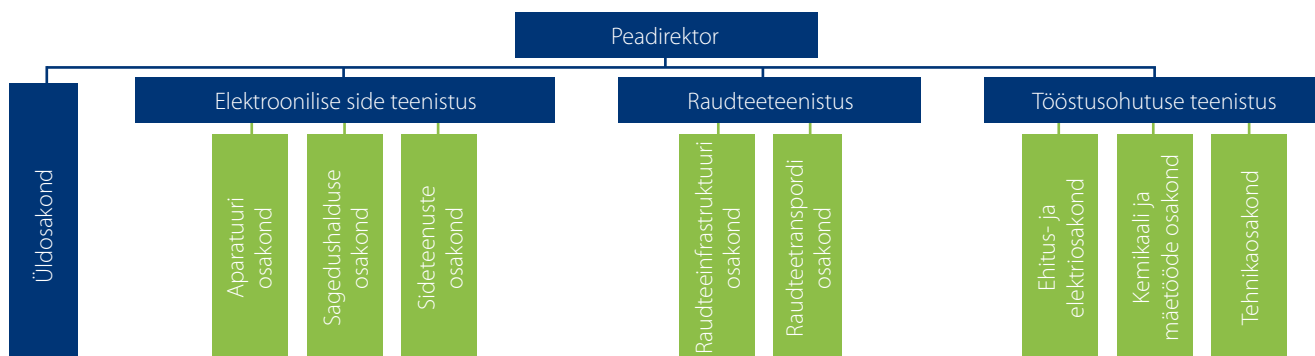 Peadirektor
Üldosakond
Elektroonilise side teenistus
Aparatuuri
osakond
Sagedushalduse
osakond
Sideteenuste
osakond
Raudteeteenistus
Raudteeinfrastruktuuri
osakond
Raudteetranspordi
osakond
Tööstusohutuse teenistus
Ehitus- ja
elektriosakond
Kemikaali ja
mäetööde osakond
Tehnikaosakond